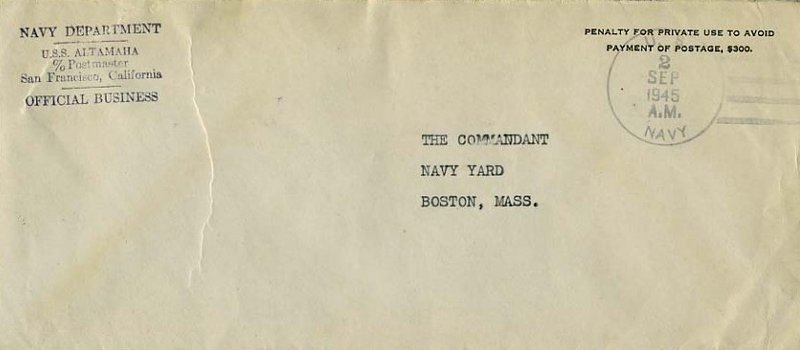 NAVY DEPARTMENT
U.S.S. ALTAMAHA
℅ Postmaster
San Francisco, California
OFFICIAL BUSINESS
PENALTY FOR PRIVATE USE TO AVOID
PAYMENT OF POSTAGE, $300.
U. S.
2
SEP
1945
A.M.
NAVY
THE COMMANDANT
NAVY YARD
BOSTON, MASS.